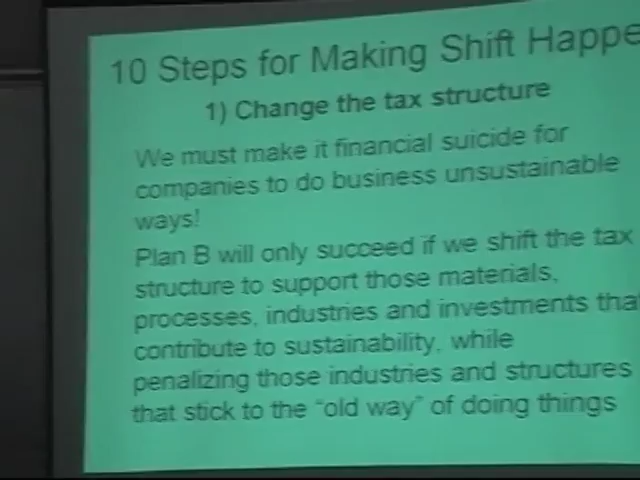 10 Steps for Making Shift Happe
1) Change the tax structure
We must make it financial suicide for
companies to do business unsustainable
ways!
Plan B will only succeed if we shift the tax
structure to support those materials,
processes, industries and investments tha
contribute to sustainability, while
penalizing those industries and structures
that stick to the “old way” of doing things